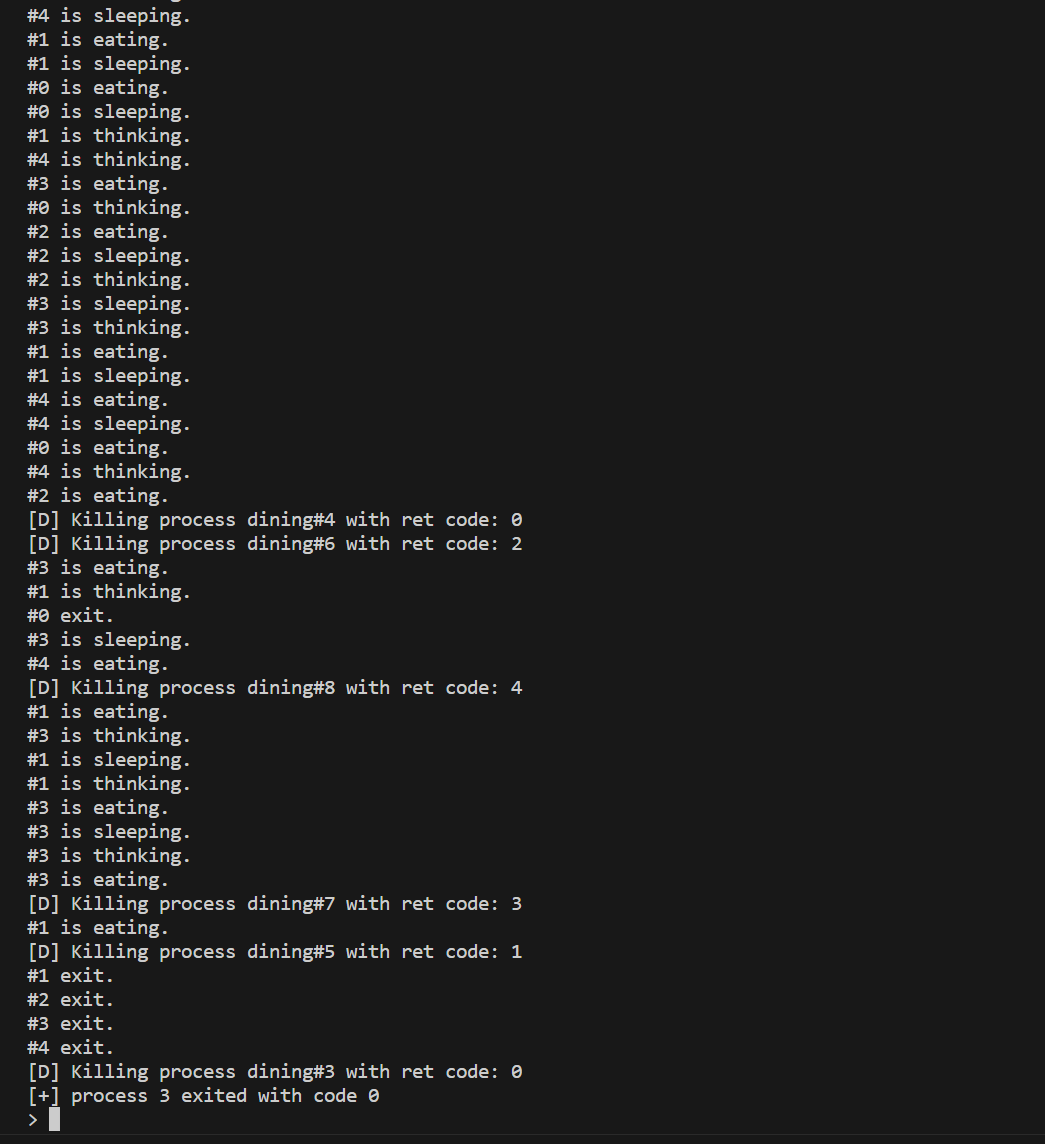 #4 is sleeping.
#1 is eating.
#1 is sleeping.
#0 is eating.
#0 is sleeping.
#1 is thinking.
#4 is thinking.
#3 is eating.
#0 is thinking.
#2 is eating.
#2 is sleeping.
#2 is thinking.
#3 is sleeping.
#3 is thinking.
#1 is eating.
#1 is sleeping.
#4 is eating.
#4 is sleeping.
#0 is eating.
#4 is thinking.
#2 is eating.
[D] Killing process dining#4 with ret code: 0
[D] Killing process dining#6 with ret code: 2
#3 is eating.
#1 is thinking.
#0 exit.
#3 is sleeping.
#4 is eating.
[D] Killing process dining#8 with ret code: 4
#1 is eating.
#3 is thinking.
#1 is sleeping.
#1 is thinking.
#3 is eating.
#3 is sleeping.
#3 is thinking.
#3 is eating.
[D] Killing process dining#7 with ret code: 3
#1 is eating.
[D] Killing process dining#5 with ret code: 1
#1 exit.
#2 exit.
#3 exit.
#4 exit.
[D] Killing process dining#3 with ret code: 0
[+] process 3 exited with code 0
>